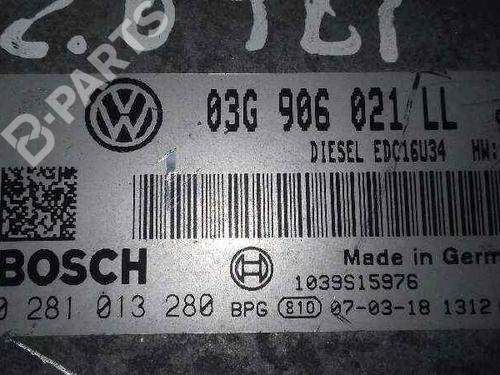 B-PARTS
03G 906 021 LL
DIESEL EDC16U34 HW:
BOSCH
Made in Germ
1039S15976
0 281 013 280 BPG 810 07-03-18 1312